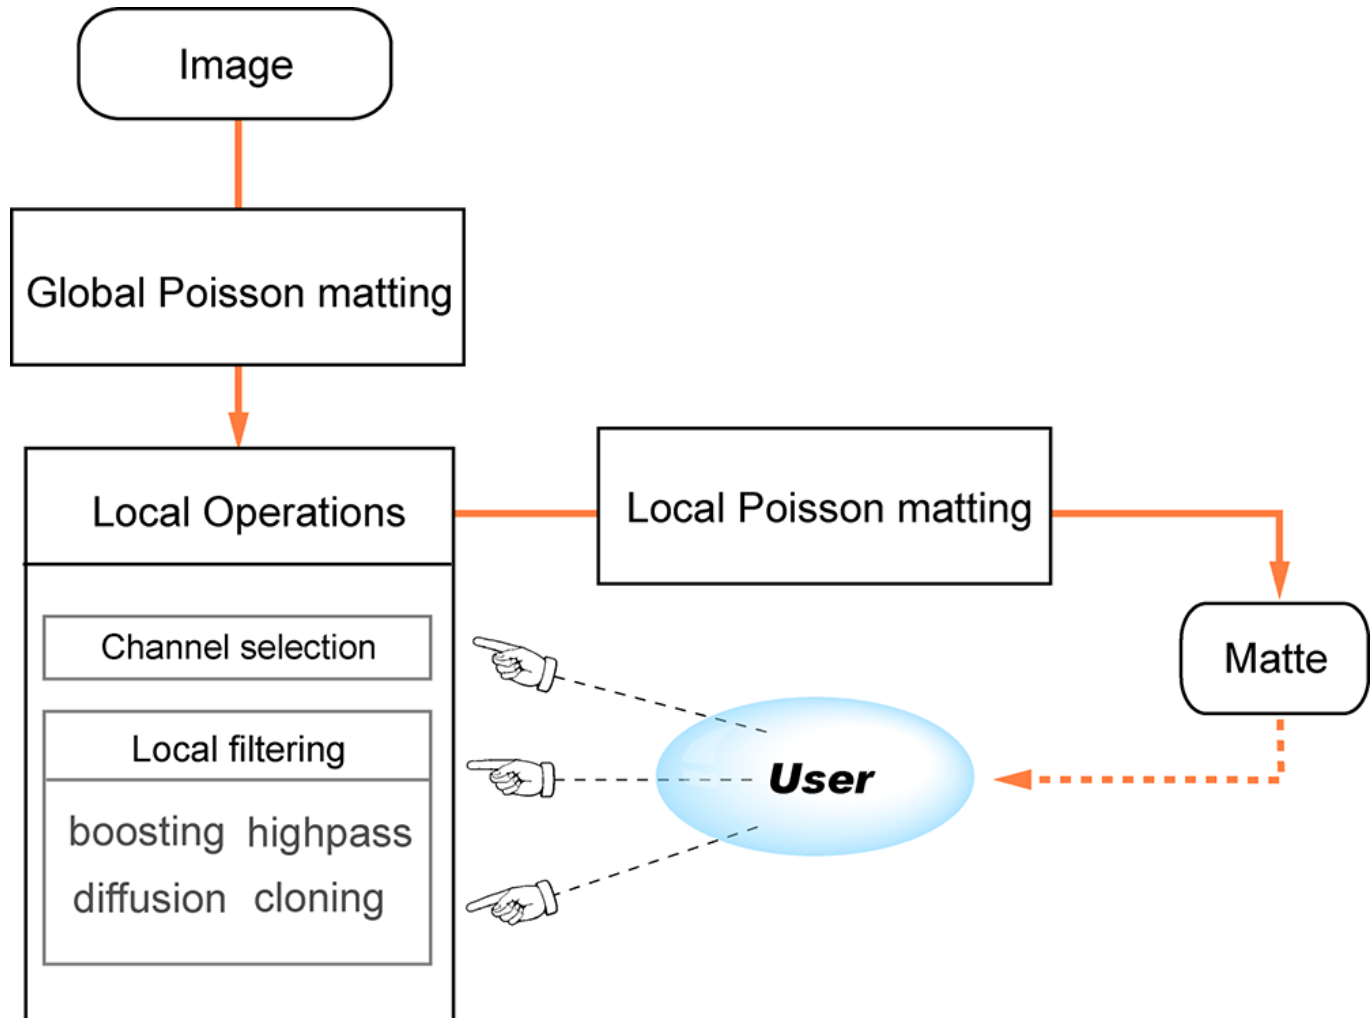 Image
Global Poisson matting
Local Operations
Local Poisson matting
Channel selection
Matte
Local filtering
User
boosting highpass
diffusion cloning